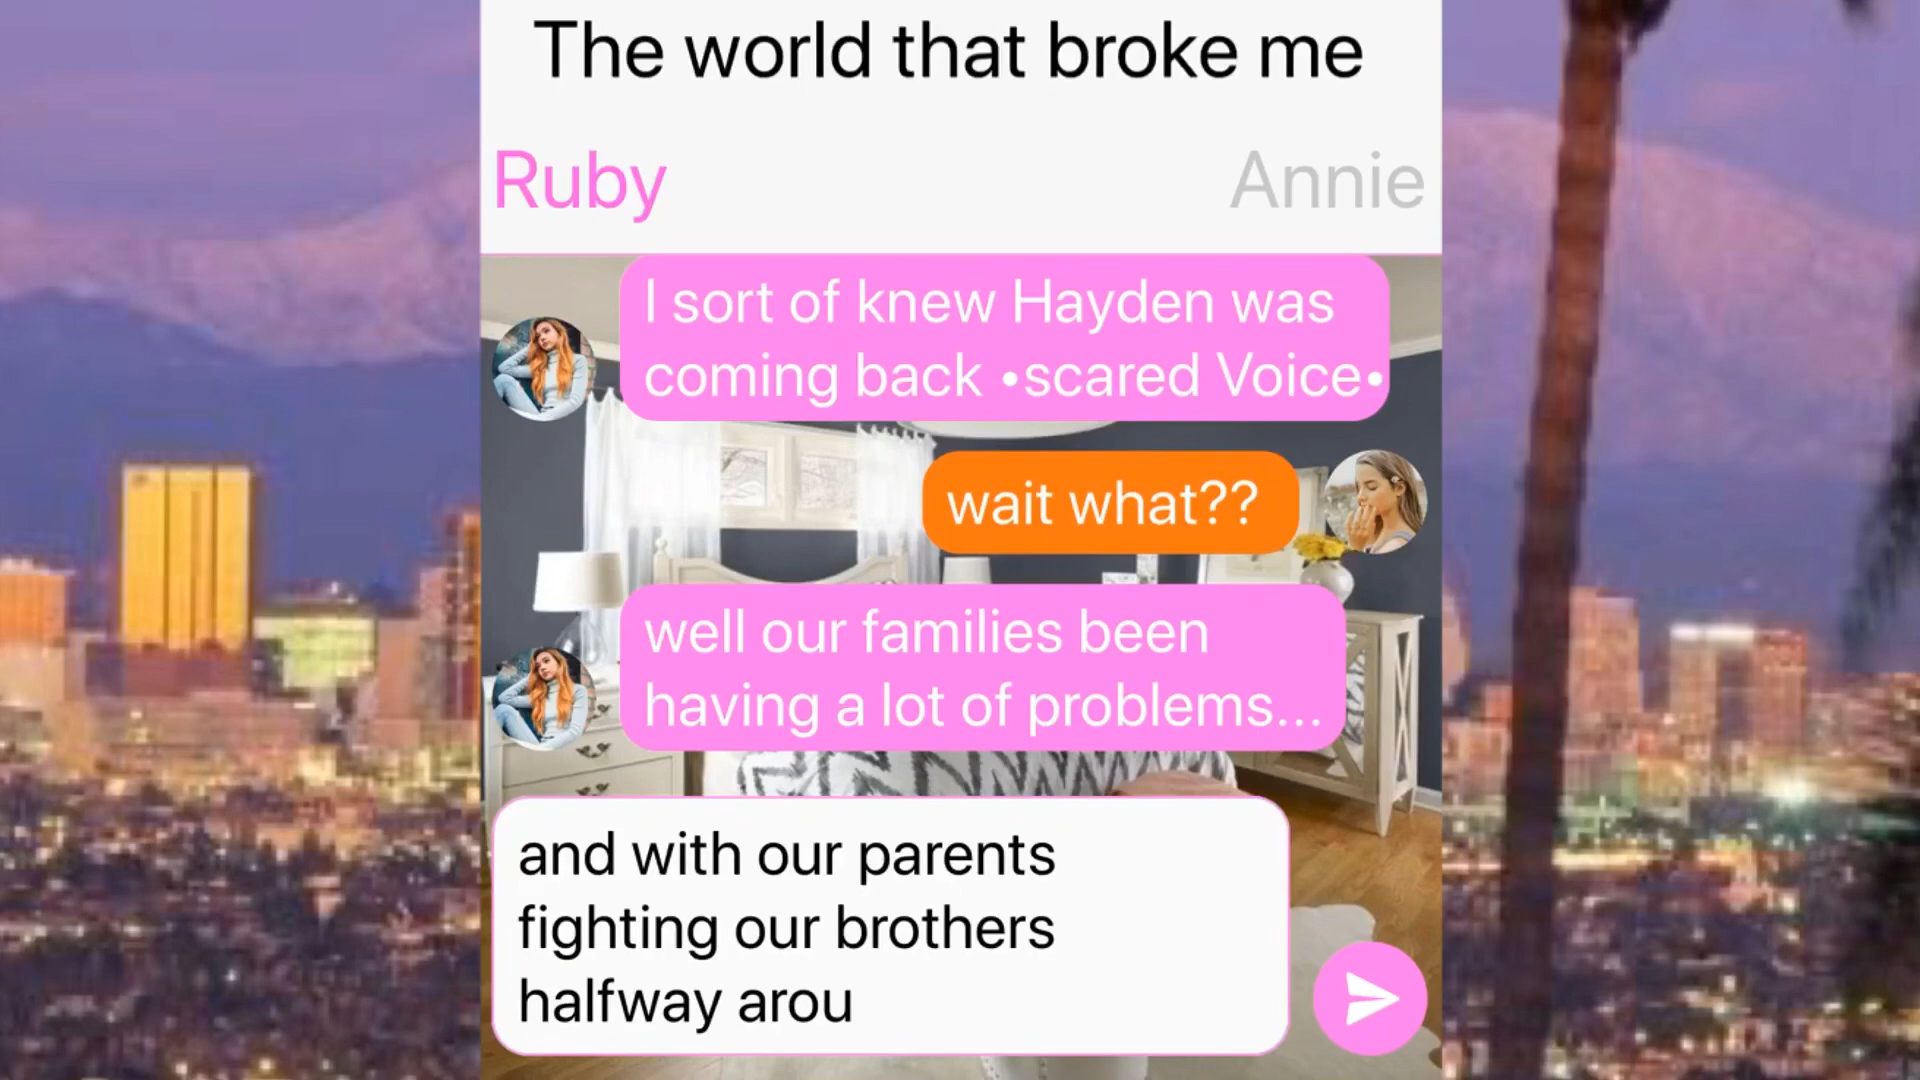 The world that broke me
Ruby
Annie
I sort of knew Hayden was
coming back •scared Voice•
wait what??
well our families been
having a lot of problems...
and with our parents
fighting our brothers
halfway arou